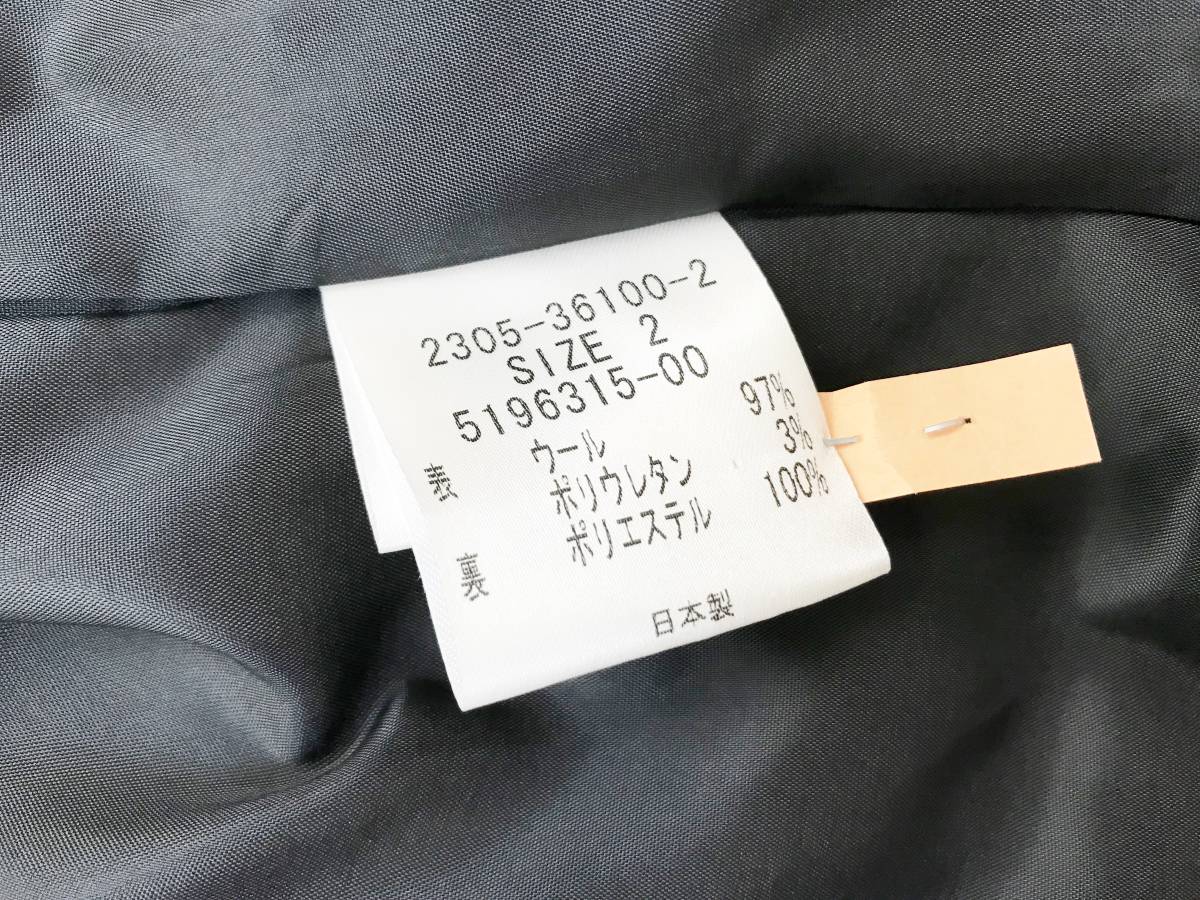 2305-36100-2
SIZE 2
5196315-00
表 ウール 97%
ポリウレタン 3%
裏 ポリエステル 100%
日本製